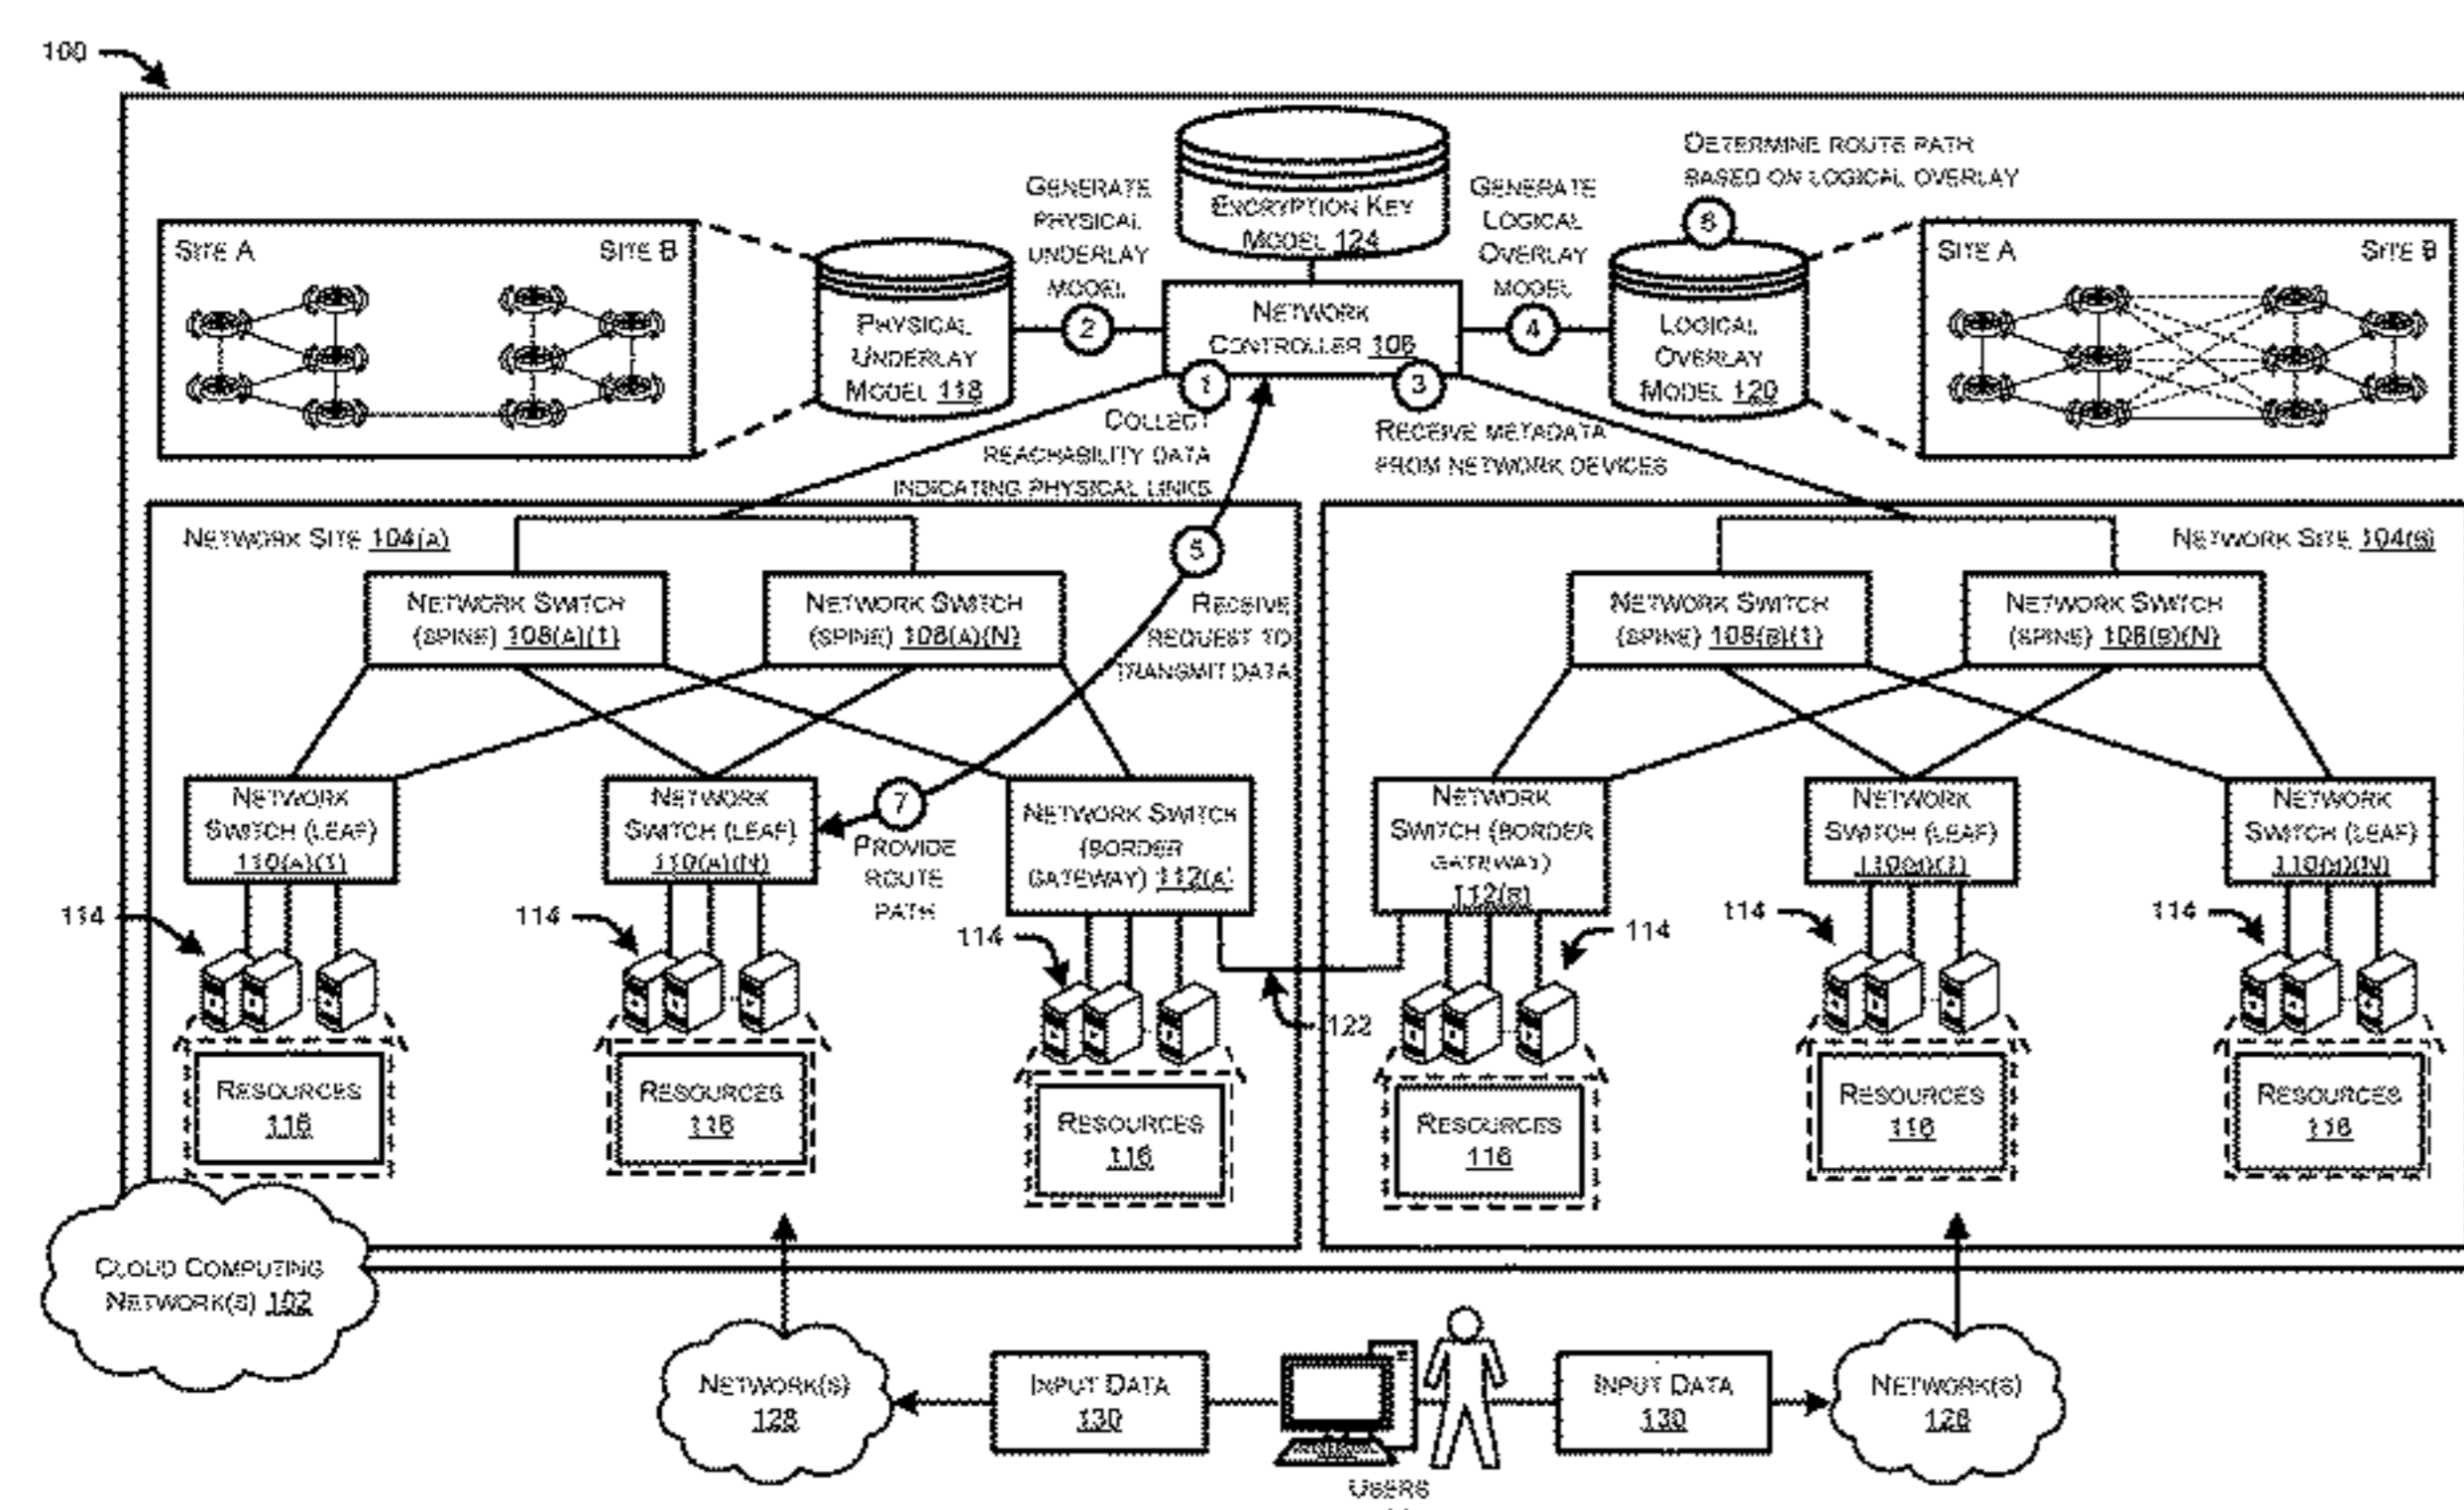 100
ENCRYPTION KEY
MODEL 124
DETERMINE ROUTE PATH
BASED ON LOGICAL OVERLAY
6
GENERATE
PHYSICAL
UNDERLAY
MODEL
2
GENERATE
LOGICAL
OVERLAY
MODEL
4
SITE A
SITE B
PHYSICAL
UNDERLAY
MODEL 118
NETWORK
CONTROLLER 106
1
3
LOGICAL
OVERLAY
MODEL 120
SITE A
SITE B
COLLECT
REACHABILITY DATA
INDICATING PHYSICAL LINKS
RECEIVE METADATA
FROM NETWORK DEVICES
NETWORK SITE 104(A)
5
NETWORK SITE 104(B)
NETWORK SWITCH
(SPINE) 108(A)(1)
NETWORK SWITCH
(SPINE) 108(A)(N)
RECEIVE
REQUEST TO
TRANSMIT DATA
NETWORK SWITCH
(SPINE) 108(B)(1)
NETWORK SWITCH
(SPINE) 108(B)(N)
NETWORK
SWITCH (LEAF)
110(A)(1)
NETWORK
SWITCH (LEAF)
110(A)(N)
7
PROVIDE
ROUTE
PATH
NETWORK SWITCH
(BORDER
GATEWAY) 112(A)
NETWORK
SWITCH (BORDER
GATEWAY)
112(B)
NETWORK
SWITCH (LEAF)
110(B)(1)
NETWORK
SWITCH (LEAF)
110(B)(N)
114
114
114
114
114
114
122
RESOURCES
116
RESOURCES
116
RESOURCES
116
RESOURCES
116
RESOURCES
116
RESOURCES
116
CLOUD COMPUTING
NETWORK(S) 102
NETWORK(S)
128
INPUT DATA
130
INPUT DATA
130
NETWORK(S)
128
USERS